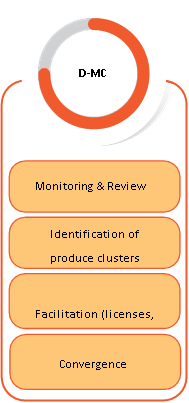 D-MC
Monitoring & Review
Identification of
produce clusters
Facilitation (licenses,
Convergence